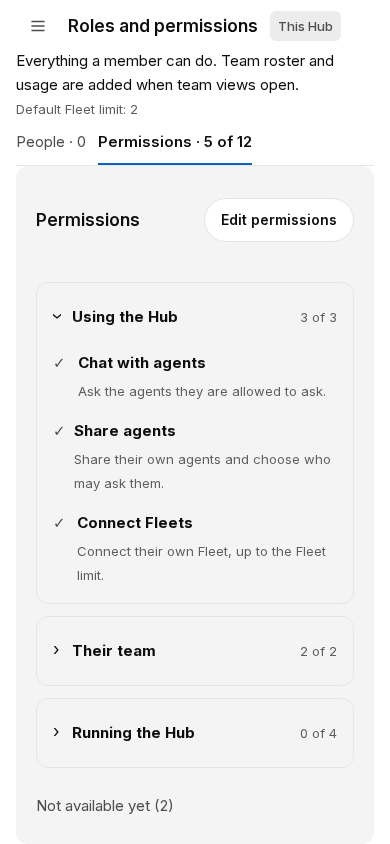 Roles and permissions This Hub
Everything a member can do. Team roster and
usage are added when team views open.
Default Fleet limit: 2
People · 0 Permissions · 5 of 12
Permissions Edit permissions
Using the Hub 3 of 3
✓ Chat with agents
Ask the agents they are allowed to ask.
✓ Share agents
Share their own agents and choose who
may ask them.
✓ Connect Fleets
Connect their own Fleet, up to the Fleet
limit.
Their team 2 of 2
Running the Hub 0 of 4
Not available yet (2)